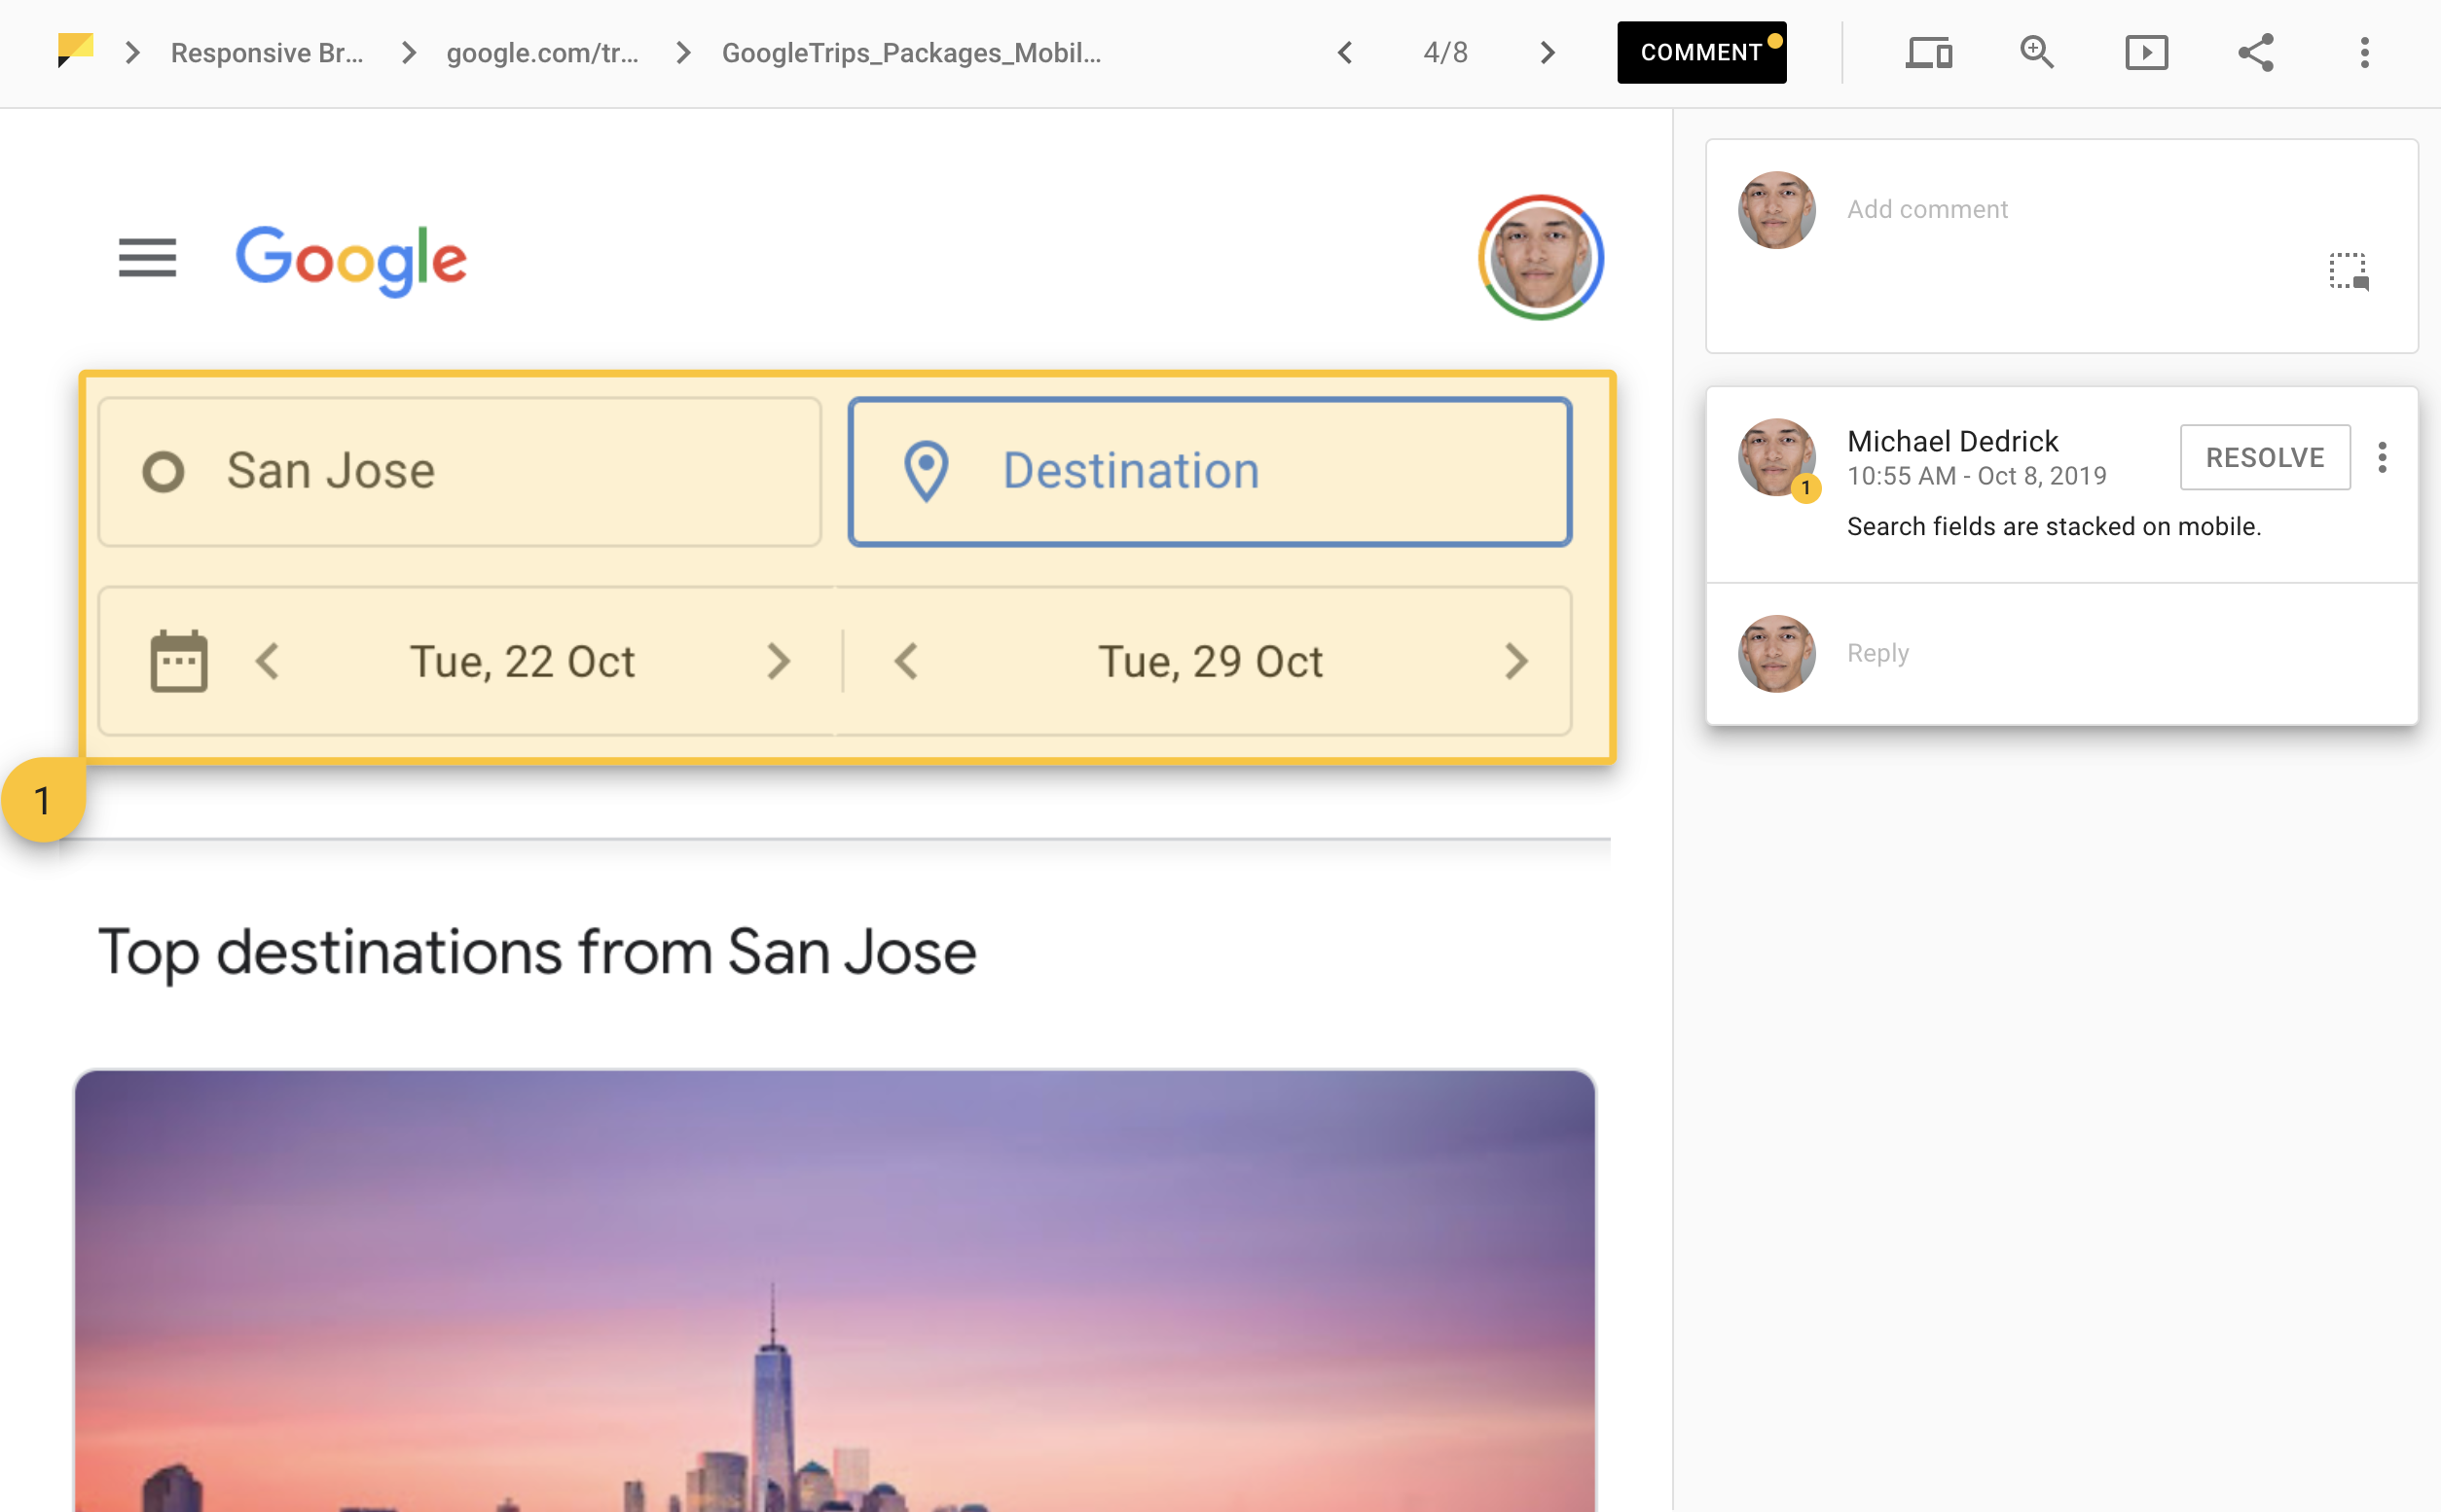 Responsive Br...
google.com/tr...
GoogleTrips_Packages_Mobil...
4/8
COMMENT
Google
San Jose
Destination
Tue, 22 Oct
Tue, 29 Oct
1
Top destinations from San Jose
Add comment
Michael Dedrick
RESOLVE
1
10:55 AM - Oct 8, 2019
Search fields are stacked on mobile.
Reply